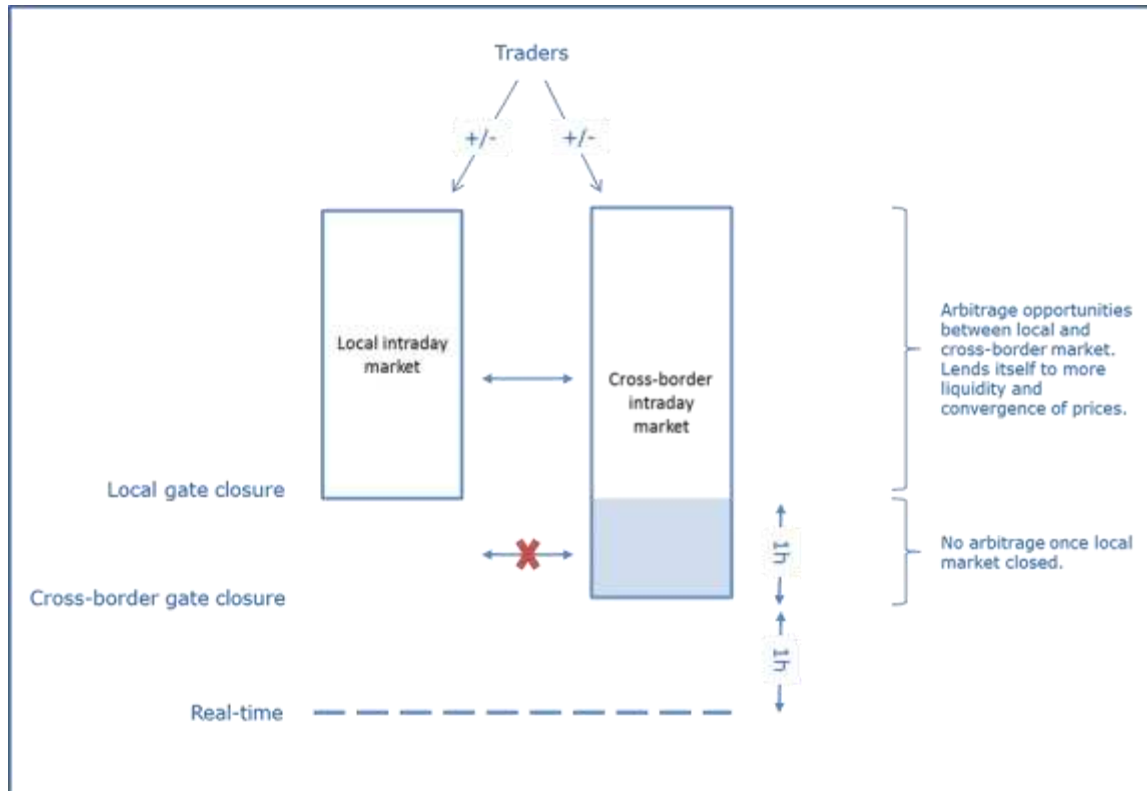 Traders
+/-
+/-
Local intraday
market
Cross-border
intraday
market
Arbitrage opportunities
between local and
cross-border market.
Lends itself to more
liquidity and
convergence of prices.
Local gate closure
1h
No arbitrage once local
market closed.
Cross-border gate closure
1h
Real-time